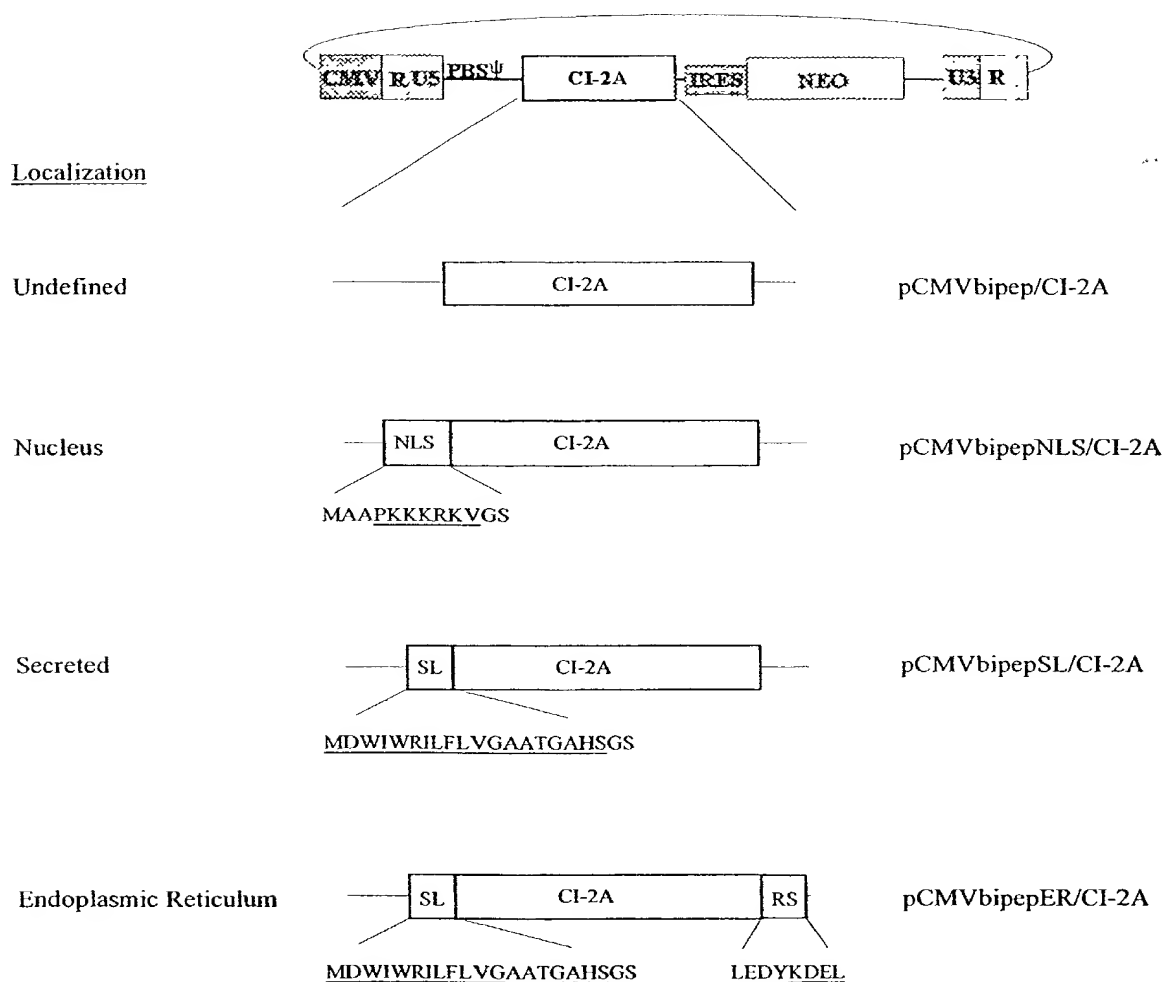 CMV R U5 PBSΨ CI-2A IRES NEO U3 R
Localization
Undefined CI-2A pCMVbipep/CI-2A
Nucleus NLS CI-2A pCMVbipepNLS/CI-2A
MAAPKKKRKVGS
Secreted SL CI-2A pCMVbipepSL/CI-2A
MDWIWRILFLVGAATGAHSGS
Endoplasmic Reticulum SL CI-2A RS pCMVbipepER/CI-2A
MDWIWRILFLVGAATGAHSGS LEDYKDEL